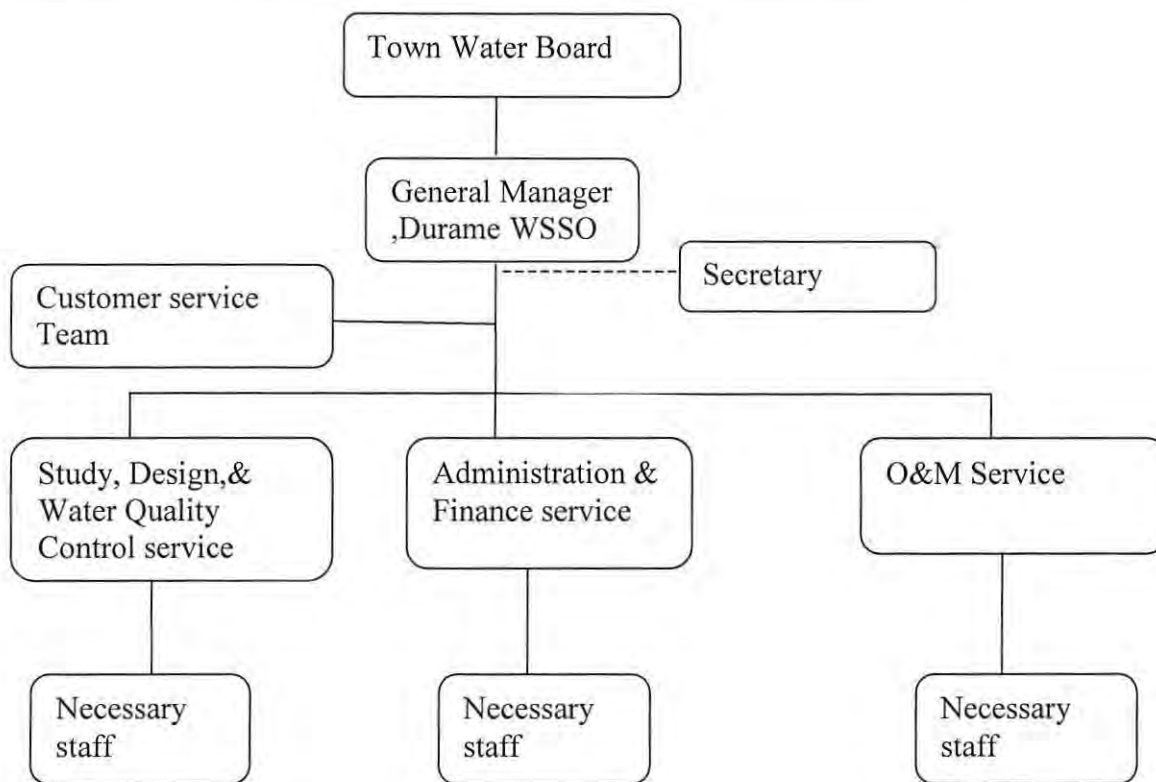 Town Water Board
General Manager
,Durame WSSO
Secretary
Customer service
Team
Study, Design,&
Water Quality
Control service
Administration &
Finance service
O&M Service
Necessary
staff
Necessary
staff
Necessary
staff